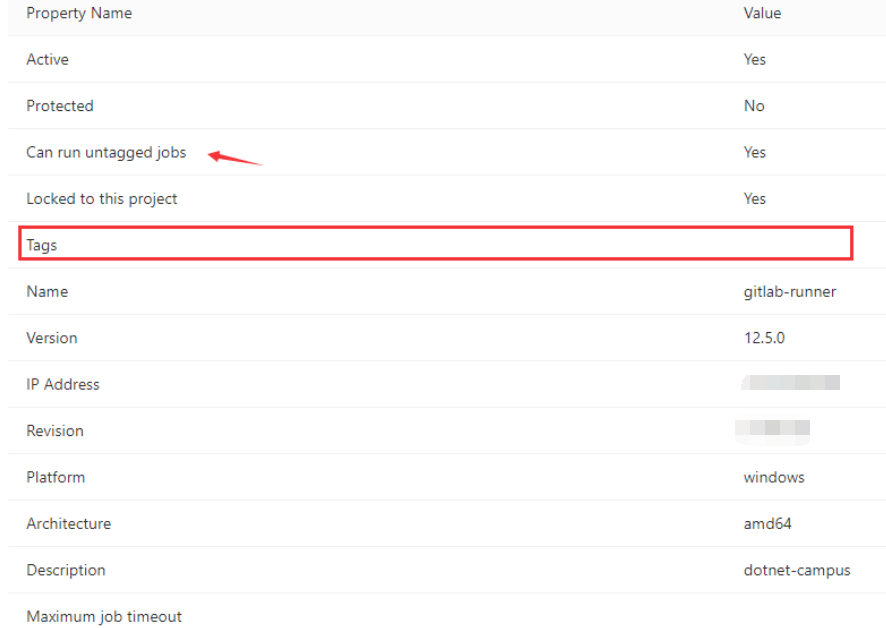 Property Name Value
Active Yes
Protected No
Can run untagged jobs Yes
Locked to this project Yes
Tags
Name gitlab-runner
Version 12.5.0
IP Address
Revision
Platform windows
Architecture amd64
Description dotnet-campus
Maximum job timeout